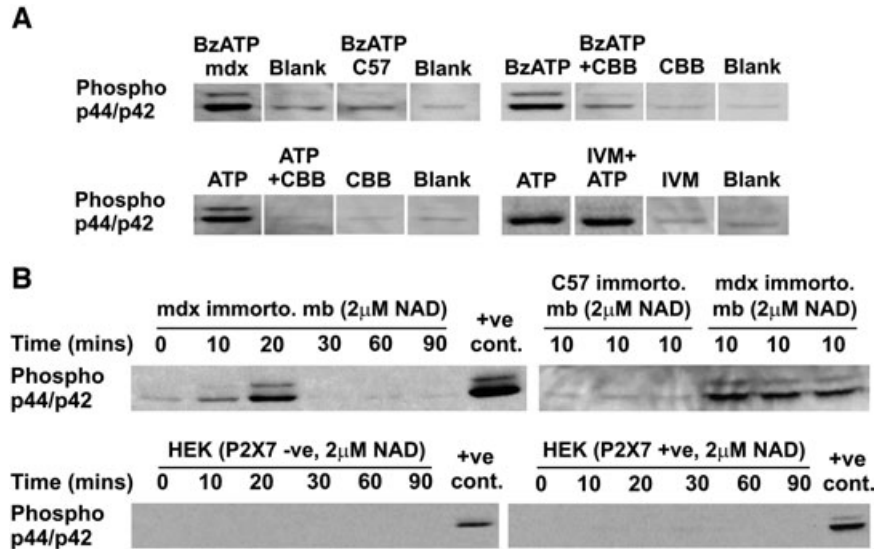 A
BzATP mdx Blank BzATP C57 Blank BzATP BzATP +CBB CBB Blank
Phospho p44/p42
ATP ATP +CBB CBB Blank ATP IVM+ ATP IVM Blank
Phospho p44/p42
B
mdx immorto. mb (2μM NAD) +ve cont. C57 immorto. mb (2μM NAD) mdx immorto. mb (2μM NAD)
Time (mins) 0 10 20 30 60 90 10 10 10 10 10 10
Phospho p44/p42
HEK (P2X7 -ve, 2μM NAD) +ve cont. HEK (P2X7 +ve, 2μM NAD) +ve cont.
Time (mins) 0 10 20 30 60 90 0 10 20 30 60 90
Phospho p44/p42